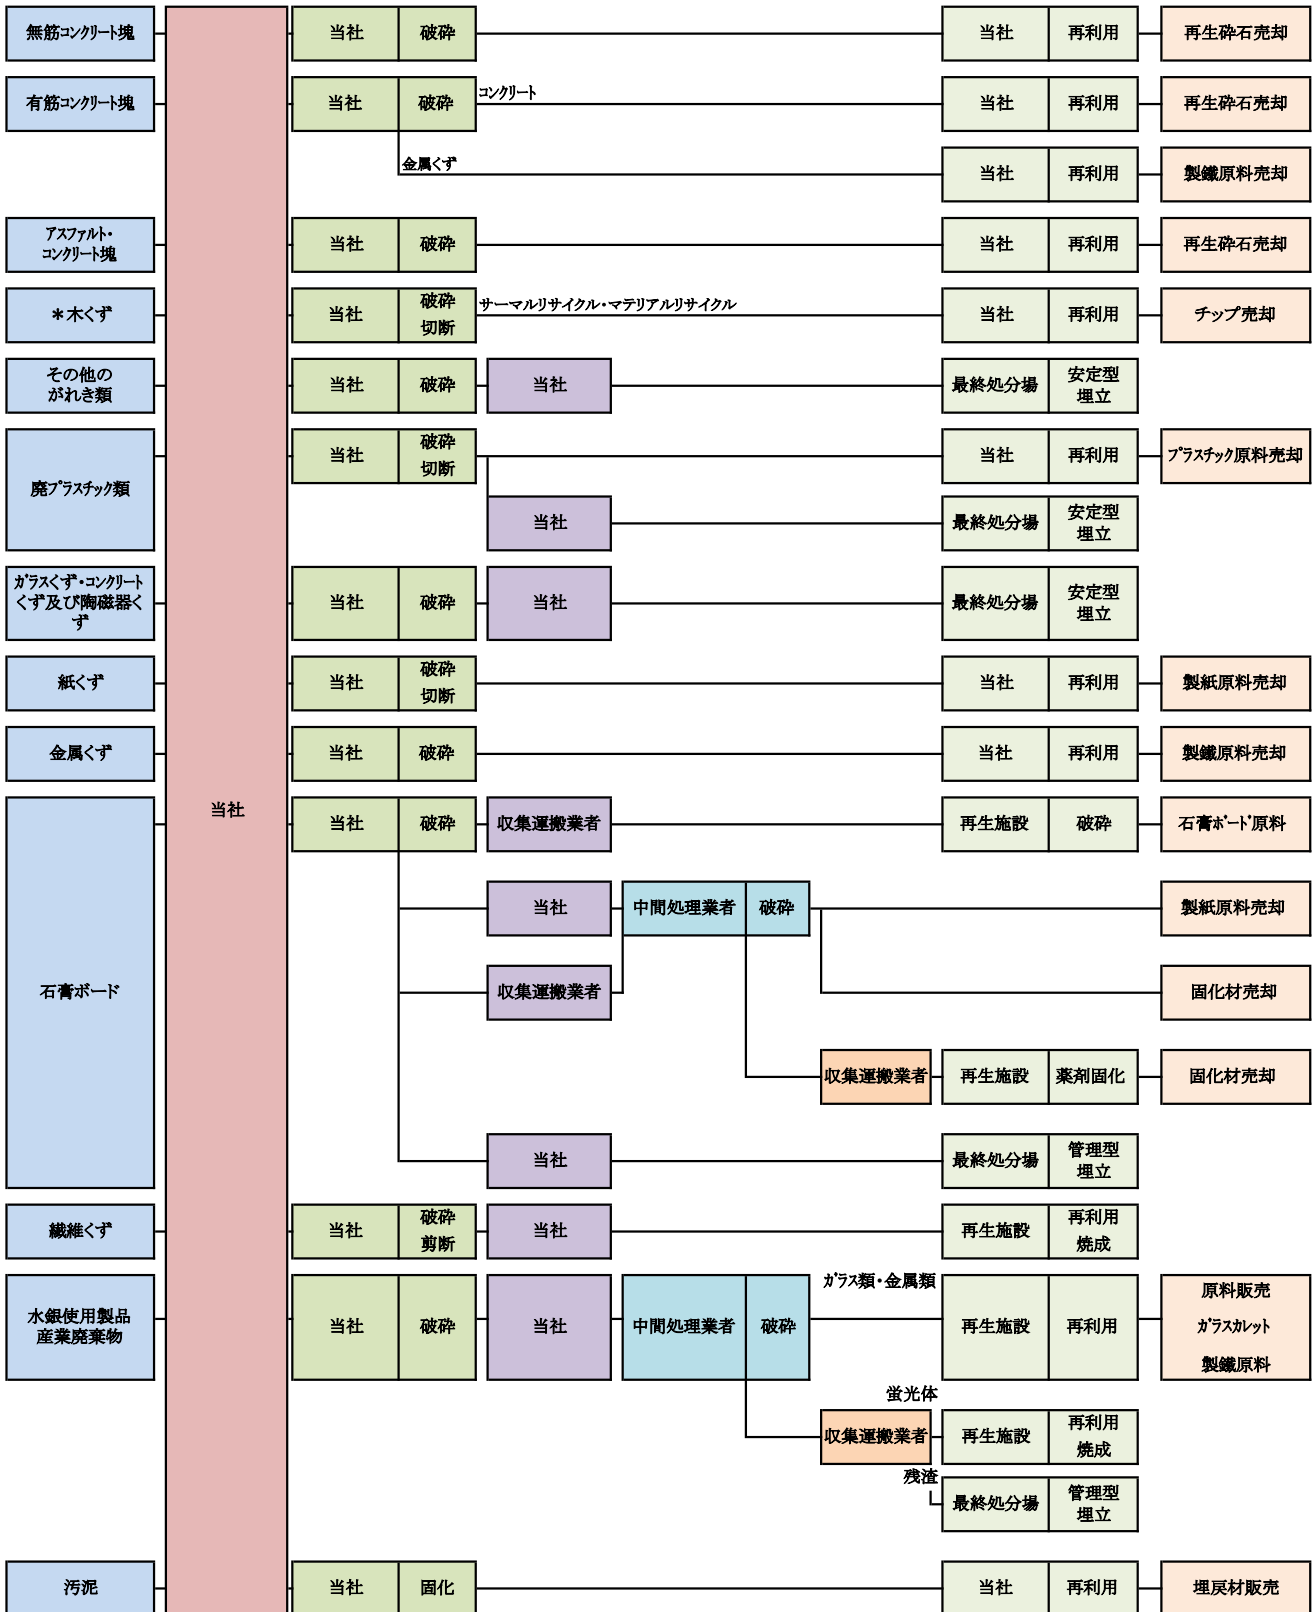 無筋コンクリート塊
当社
破砕
当社
再利用
再生砕石売却
有筋コンクリート塊
当社
破砕
コンクリート
当社
再利用
再生砕石売却
金属くず
当社
再利用
製鐵原料売却
アスファルト・
コンクリート塊
当社
破砕
当社
再利用
再生砕石売却
＊木くず
当社
破砕
切断
サーマルリサイクル・マテリアルリサイクル
当社
再利用
チップ売却
その他の
がれき類
当社
破砕
当社
最終処分場
安定型
埋立
廃プラスチック類
当社
破砕
切断
当社
再利用
プラスチック原料売却
当社
最終処分場
安定型
埋立
ガラスくず・コンクリート
くず及び陶磁器く
ず
当社
破砕
当社
最終処分場
安定型
埋立
紙くず
当社
破砕
切断
当社
再利用
製紙原料売却
金属くず
当社
破砕
当社
再利用
製鐵原料売却
当社
石膏ボード
当社
破砕
収集運搬業者
再生施設
破砕
石膏ボード原料
当社
中間処理業者
破砕
製紙原料売却
収集運搬業者
固化材売却
収集運搬業者
再生施設
薬剤固化
固化材売却
当社
最終処分場
管理型
埋立
繊維くず
当社
破砕
剪断
当社
再生施設
再利用
焼成
水銀使用製品
産業廃棄物
当社
破砕
当社
中間処理業者
破砕
ガラス類・金属類
再生施設
再利用
原料販売
ガラスカレット
製鐵原料
蛍光体
収集運搬業者
再生施設
再利用
焼成
残渣
最終処分場
管理型
埋立
汚泥
当社
固化
当社
再利用
埋戻材販売